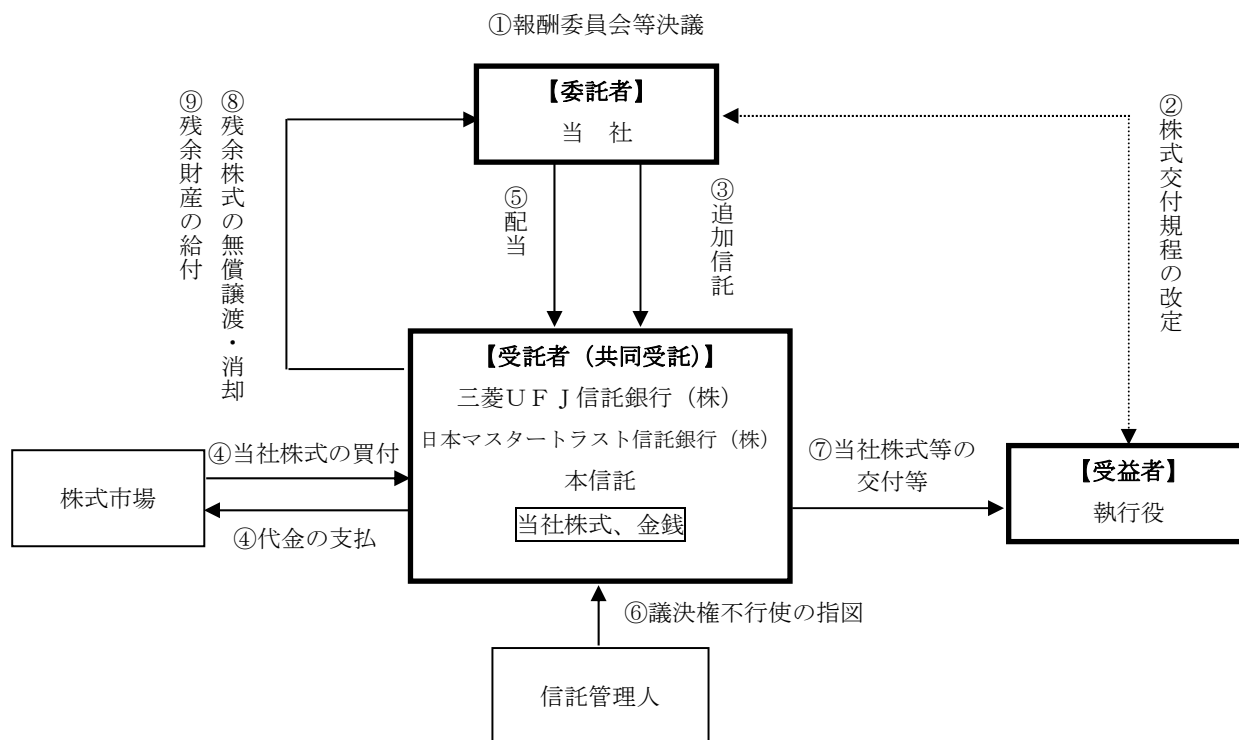 ①報酬委員会等決議
【委託者】
当　社
⑨残余財産の給付
⑧残余株式の無償譲渡・消却
⑤配当
③追加信託
②株式交付規程の改定
【受託者（共同受託）】
三菱ＵＦＪ信託銀行（株）
日本マスタートラスト信託銀行（株）
本信託
当社株式、金銭
④当社株式の買付
株式市場
④代金の支払
⑦当社株式等の
交付等
【受益者】
執行役
⑥議決権不行使の指図
信託管理人